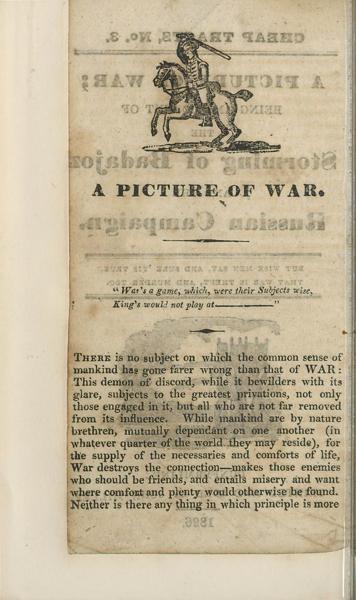 A PICTURE OF WAR.
"War's a game, which, were their Subjects wise,
King's would not play at————"
THERE is no subject on which the common sense of
mankind has gone farer wrong than that of WAR:
This demon of discord, while it bewilders with its
glare, subjects to the greatest privations, not only
those engaged in it, but all who are not far removed
from its influence. While mankind are by nature
brethren, mutually dependant on one another (in
whatever quarter of the world they may reside), for
the supply of the necessaries and comforts of life,
War destroys the connection—makes those enemies
who should be friends, and entails misery and want
where comfort and plenty would otherwise be found.
Neither is there any thing in which principle is more